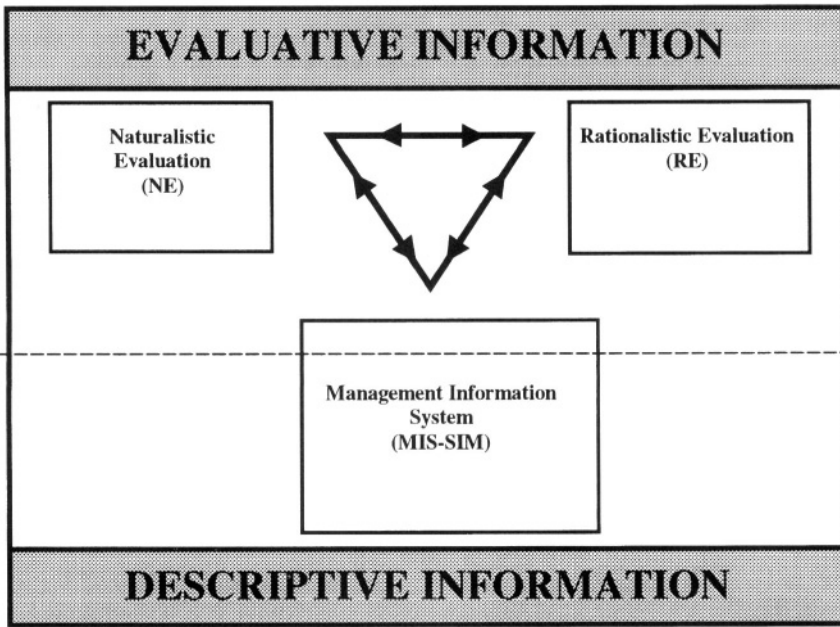 EVALUATIVE INFORMATION
Naturalistic
Evaluation
(NE)
Rationalistic Evaluation
(RE)
Management Information
System
(MIS-SIM)
DESCRIPTIVE INFORMATION